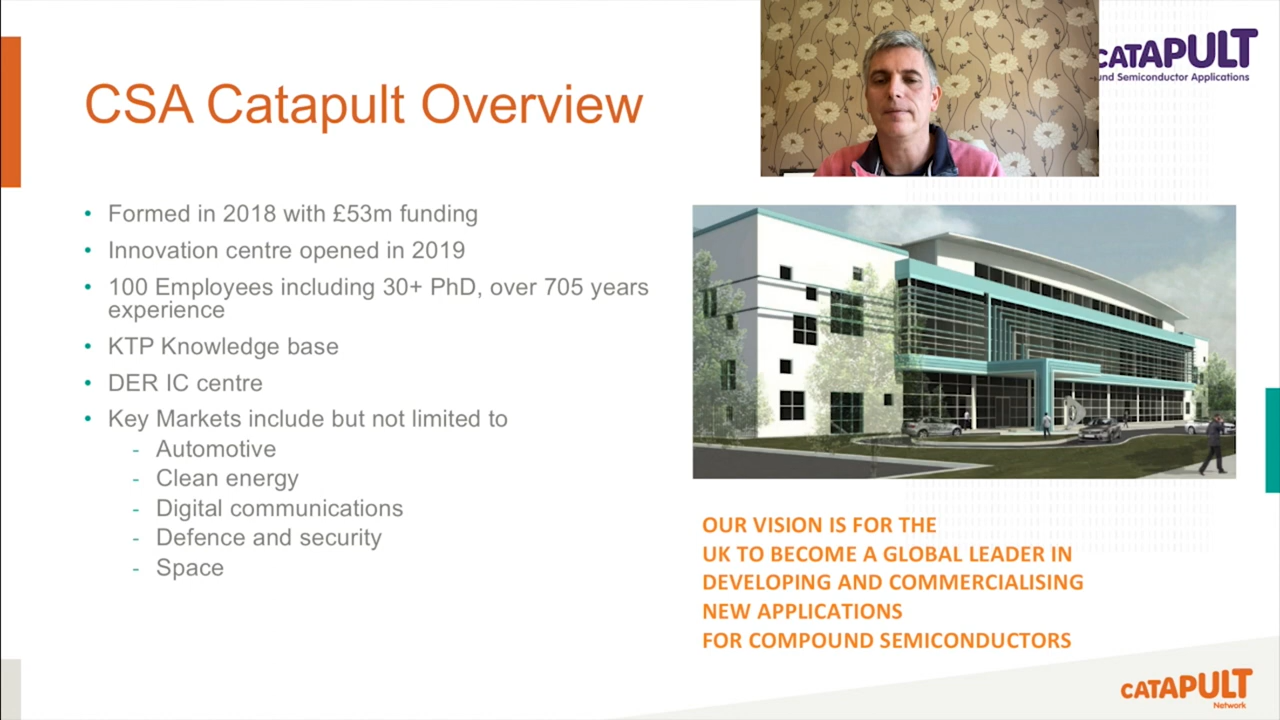 CSA Catapult Overview
CATAPULT
und Semiconductor Applications
• Formed in 2018 with £53m funding
• Innovation centre opened in 2019
• 100 Employees including 30+ PhD, over 705 years
experience
• KTP Knowledge base
• DER IC centre
• Key Markets include but not limited to
- Automotive
- Clean energy
- Digital communications
- Defence and security
- Space
OUR VISION IS FOR THE
UK TO BECOME A GLOBAL LEADER IN
DEVELOPING AND COMMERCIALISING
NEW APPLICATIONS
FOR COMPOUND SEMICONDUCTORS
CATAPULT
Network